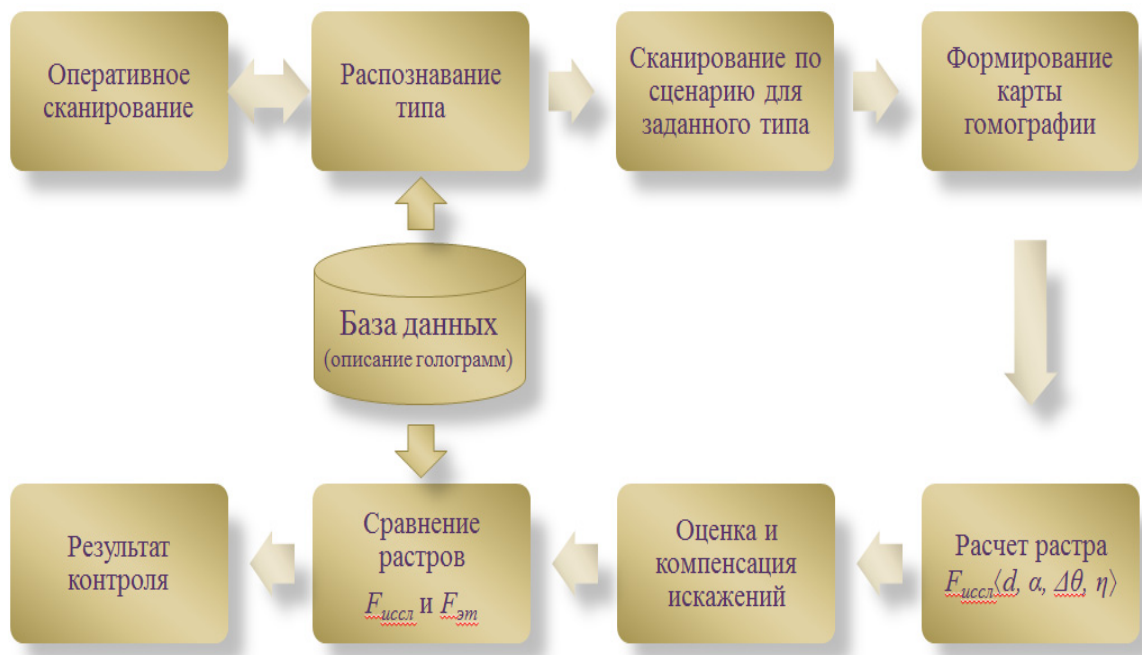 Оперативное
сканирование
Распознавание
типа
Сканирование по
сценарию для
заданного типа
Формирование
карты
гомографии
База данных
(описание голограмм)
Результат
контроля
Сравнение
растров
Fиссл и Fэт
Оценка и
компенсация
искажений
Расчет растра
Fиссл⟨d, α, Δθ, η⟩